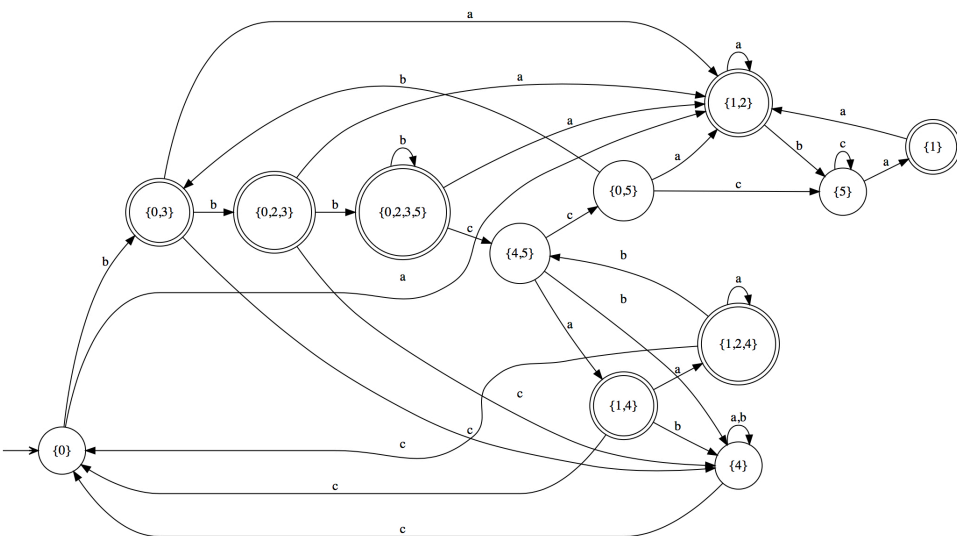 a
a
b
a
{1,2}
a
a
{1}
b
a
b
c
{0,3}
b
{0,2,3}
b
{0,2,3,5}
{0,5}
a
c
{5}
a
c
c
{4,5}
b
b
a
b
a
a
{1,2,4}
a
c
{1,4}
b
a,b
c
c
{0}
{4}
c
c